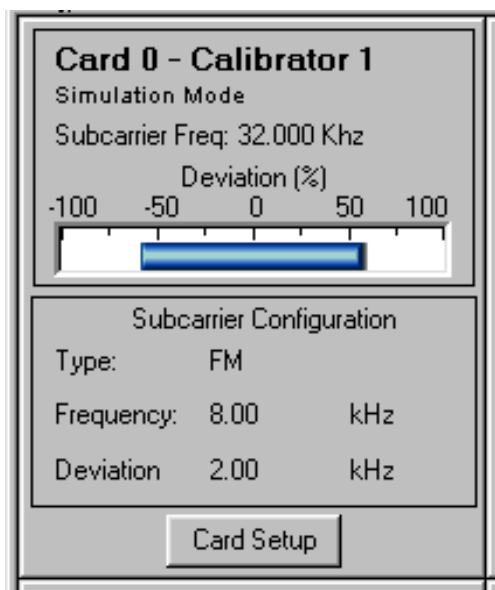 Card 0 - Calibrator 1
Simulation Mode
Subcarrier Freq: 32.000 Khz
Deviation (%)
-100 -50 0 50 100
Subcarrier Configuration
Type: FM
Frequency: 8.00 kHz
Deviation 2.00 kHz
Card Setup